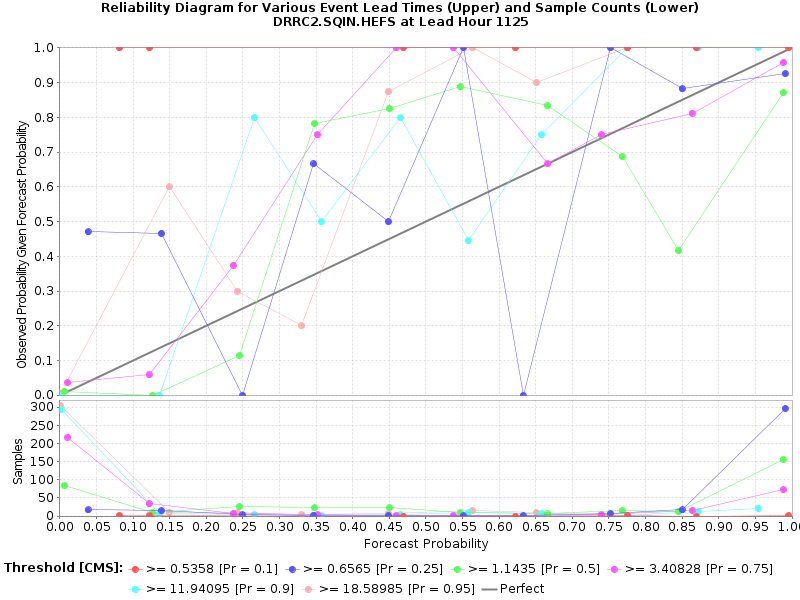 Reliability Diagram for Various Event Lead Times (Upper) and Sample Counts (Lower)
DRRC2.SQIN.HEFS at Lead Hour 1125
Observed Probability Given Forecast Probability
1.0
0.9
0.8
0.7
0.6
0.5
0.4
0.3
0.2
0.1
0.0
Samples
300
250
200
150
100
50
0
0.00 0.05 0.10 0.15 0.20 0.25 0.30 0.35 0.40 0.45 0.50 0.55 0.60 0.65 0.70 0.75 0.80 0.85 0.90 0.95 1.0
Forecast Probability
Threshold [CMS]: >= 0.5358 [Pr = 0.1] >= 0.6565 [Pr = 0.25] >= 1.1435 [Pr = 0.5] >= 3.40828 [Pr = 0.75]
>= 11.94095 [Pr = 0.9] >= 18.58985 [Pr = 0.95] Perfect